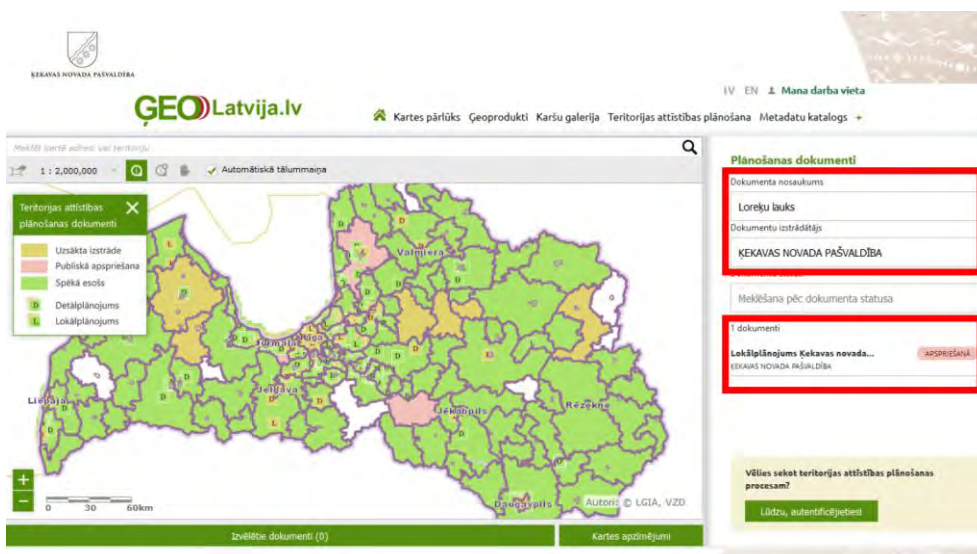 ĶEKAVAS NOVADA PAŠVALDĪBA
ĢEO Latvija.lv
LV EN Mana darba vieta
Kartes pārlūks Ģeoprodukti Karšu galerija Teritorijas attīstības plānošana Metadatu katalogs
Meklēt kartē adresi vai teritoriju
1 : 2,000,000 Automātiskā tālummaiņa
Teritorijas attīstības
plānošanas dokumenti
Uzsākta izstrāde
Publiskā apspriešana
Spēkā esošs
D Detālplānojums
L Lokālplānojums
Valmiera
Rīga
Jūrmala
Jelgava
Liepāja
Jēkabpils
Rēzekne
Daugavpils
0 30 60km
Autori: © LGIA, VZD
Izvēlētie dokumenti (0)
Kartes apzīmējumi
Plānošanas dokumenti
Dokumenta nosaukums
Loreķu lauks
Dokumentu izstrādātājs
ĶEKAVAS NOVADA PAŠVALDĪBA
Meklēšana pēc dokumenta statusa
1 dokumenti
Lokālplānojums Ķekavas novada... APSPRIEŠANĀ
ĶEKAVAS NOVADA PAŠVALDĪBA
Vēlies sekot teritorijas attīstības plānošanas
procesam?
Lūdzu, autentificējieties!